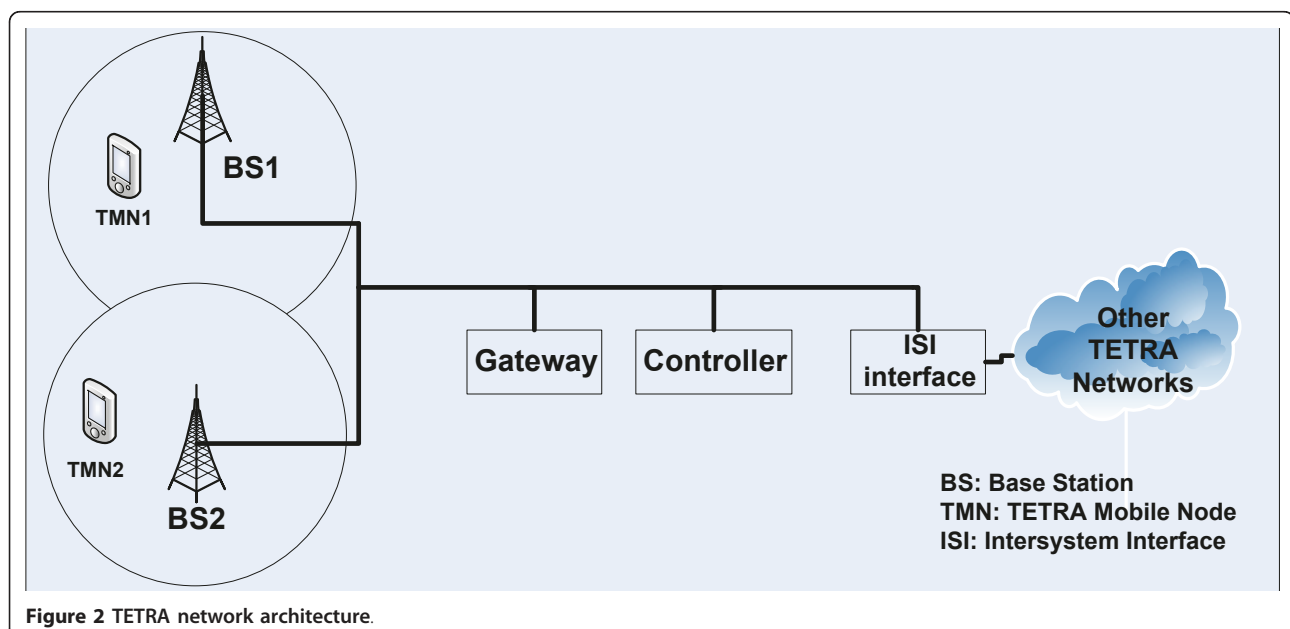 BS1
TMN1
Gateway
Controller
ISI
interface
Other
TETRA
Networks
TMN2
BS2
BS: Base Station
TMN: TETRA Mobile Node
ISI: Intersystem Interface
Figure 2 TETRA network architecture.